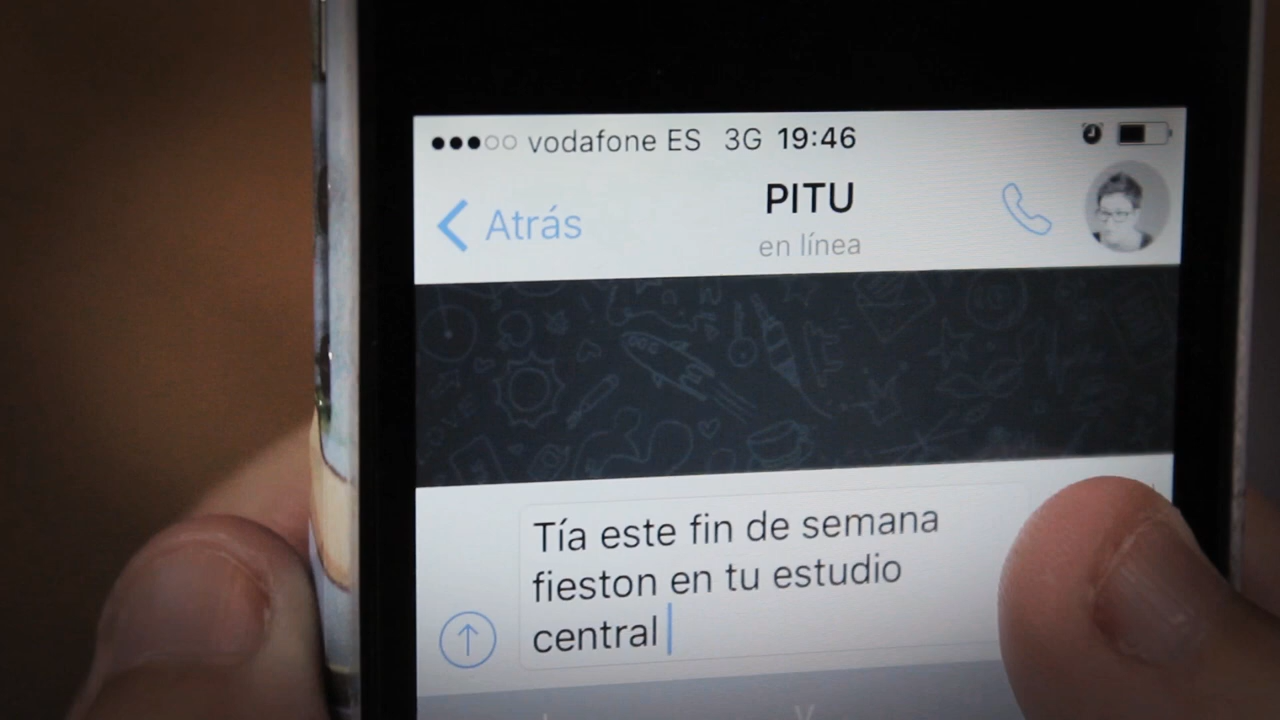 vodafone ES 3G 19:46
PITU
Atrás
en línea
Tía este fin de semana
fieston en tu estudio
central